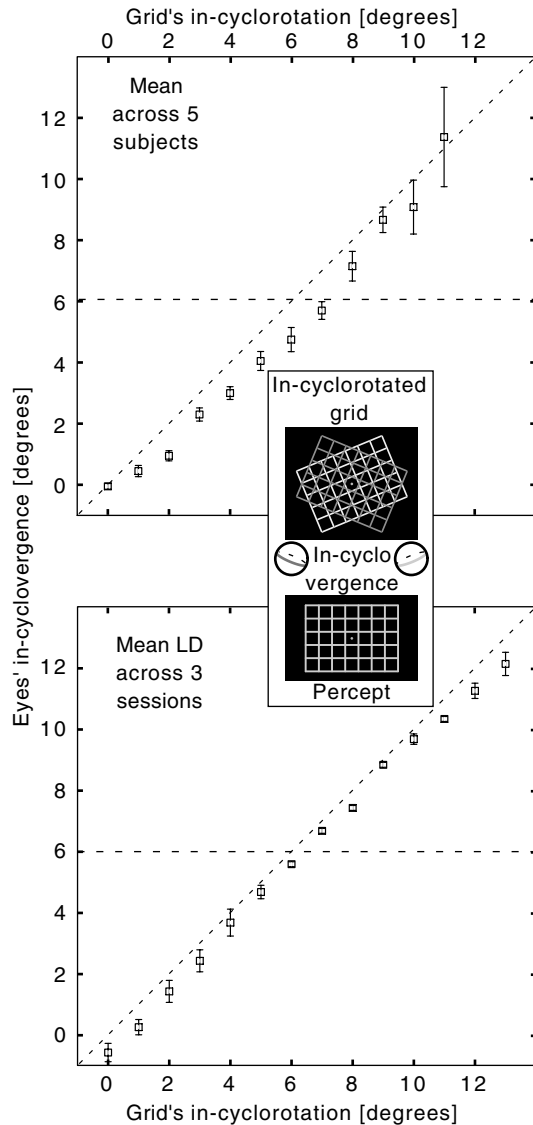 Grid's in-cyclorotation [degrees]
0 2 4 6 8 10 12
Mean
across 5
subjects
12
10
8
6
4
2
0
Eyes' in-cyclovergence [degrees]
In-cyclorotated
grid
In-cyclo
vergence
Percept
Mean LD
across 3
sessions
12
10
8
6
4
2
0
0 2 4 6 8 10 12
Grid's in-cyclorotation [degrees]